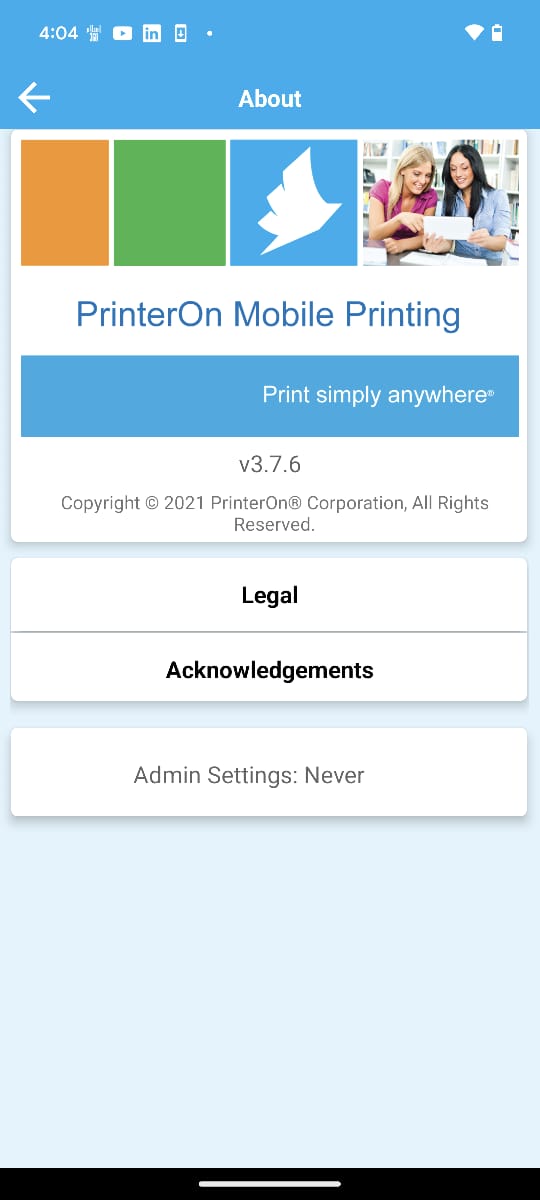 4:04
About
PrinterOn Mobile Printing
Print simply anywhere®
v3.7.6
Copyright © 2021 PrinterOn® Corporation, All Rights
Reserved.
Legal
Acknowledgements
Admin Settings: Never